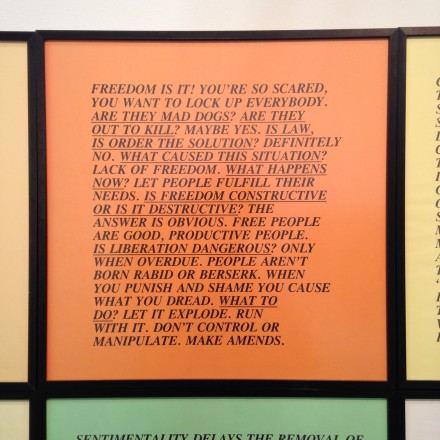 FREEDOM IS IT! YOU'RE SO SCARED,
YOU WANT TO LOCK UP EVERYBODY.
ARE THEY MAD DOGS? ARE THEY
OUT TO KILL? MAYBE YES. IS LAW,
IS ORDER THE SOLUTION? DEFINITELY
NO. WHAT CAUSED THIS SITUATION?
LACK OF FREEDOM. WHAT HAPPENS
NOW? LET PEOPLE FULFILL THEIR
NEEDS. IS FREEDOM CONSTRUCTIVE
OR IS IT DESTRUCTIVE? THE
ANSWER IS OBVIOUS. FREE PEOPLE
ARE GOOD, PRODUCTIVE PEOPLE.
IS LIBERATION DANGEROUS? ONLY
WHEN OVERDUE. PEOPLE AREN'T
BORN RABID OR BERSERK. WHEN
YOU PUNISH AND SHAME YOU CAUSE
WHAT YOU DREAD. WHAT TO
DO? LET IT EXPLODE. RUN
WITH IT. DON'T CONTROL OR
MANIPULATE. MAKE AMENDS.
SENTIMENTALITY DELAYS THE REMOVAL OF